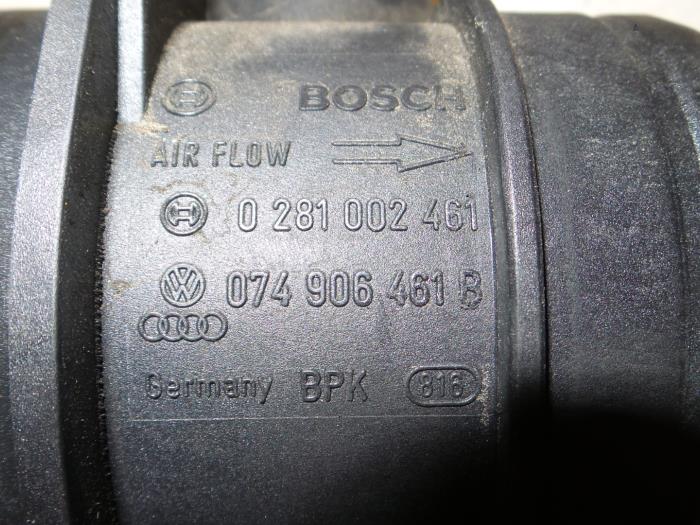 BOSCH
AIR FLOW
0 281 002 461
074 906 461 B
Germany BPK 816